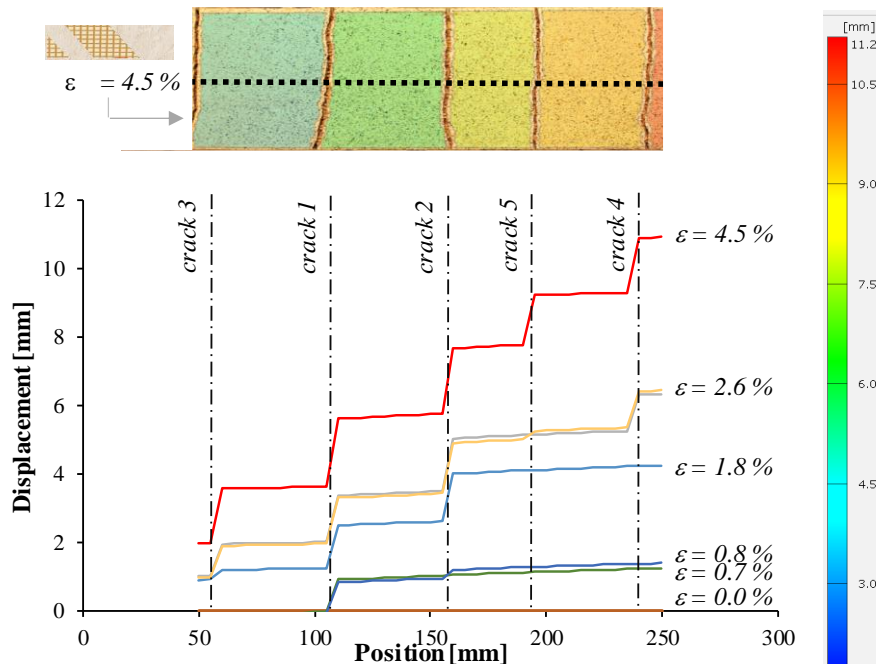 [mm]
11.2
10.5
9.0
7.5
6.0
4.5
3.0
ε = 4.5 %
12
10
8
6
4
2
0
Displacement [mm]
crack 3
crack 1
crack 2
crack 5
crack 4
ε = 4.5 %
ε = 2.6 %
ε = 1.8 %
ε = 0.8 %
ε = 0.7 %
ε = 0.0 %
0
50
100
150
200
250
300
Position [mm]